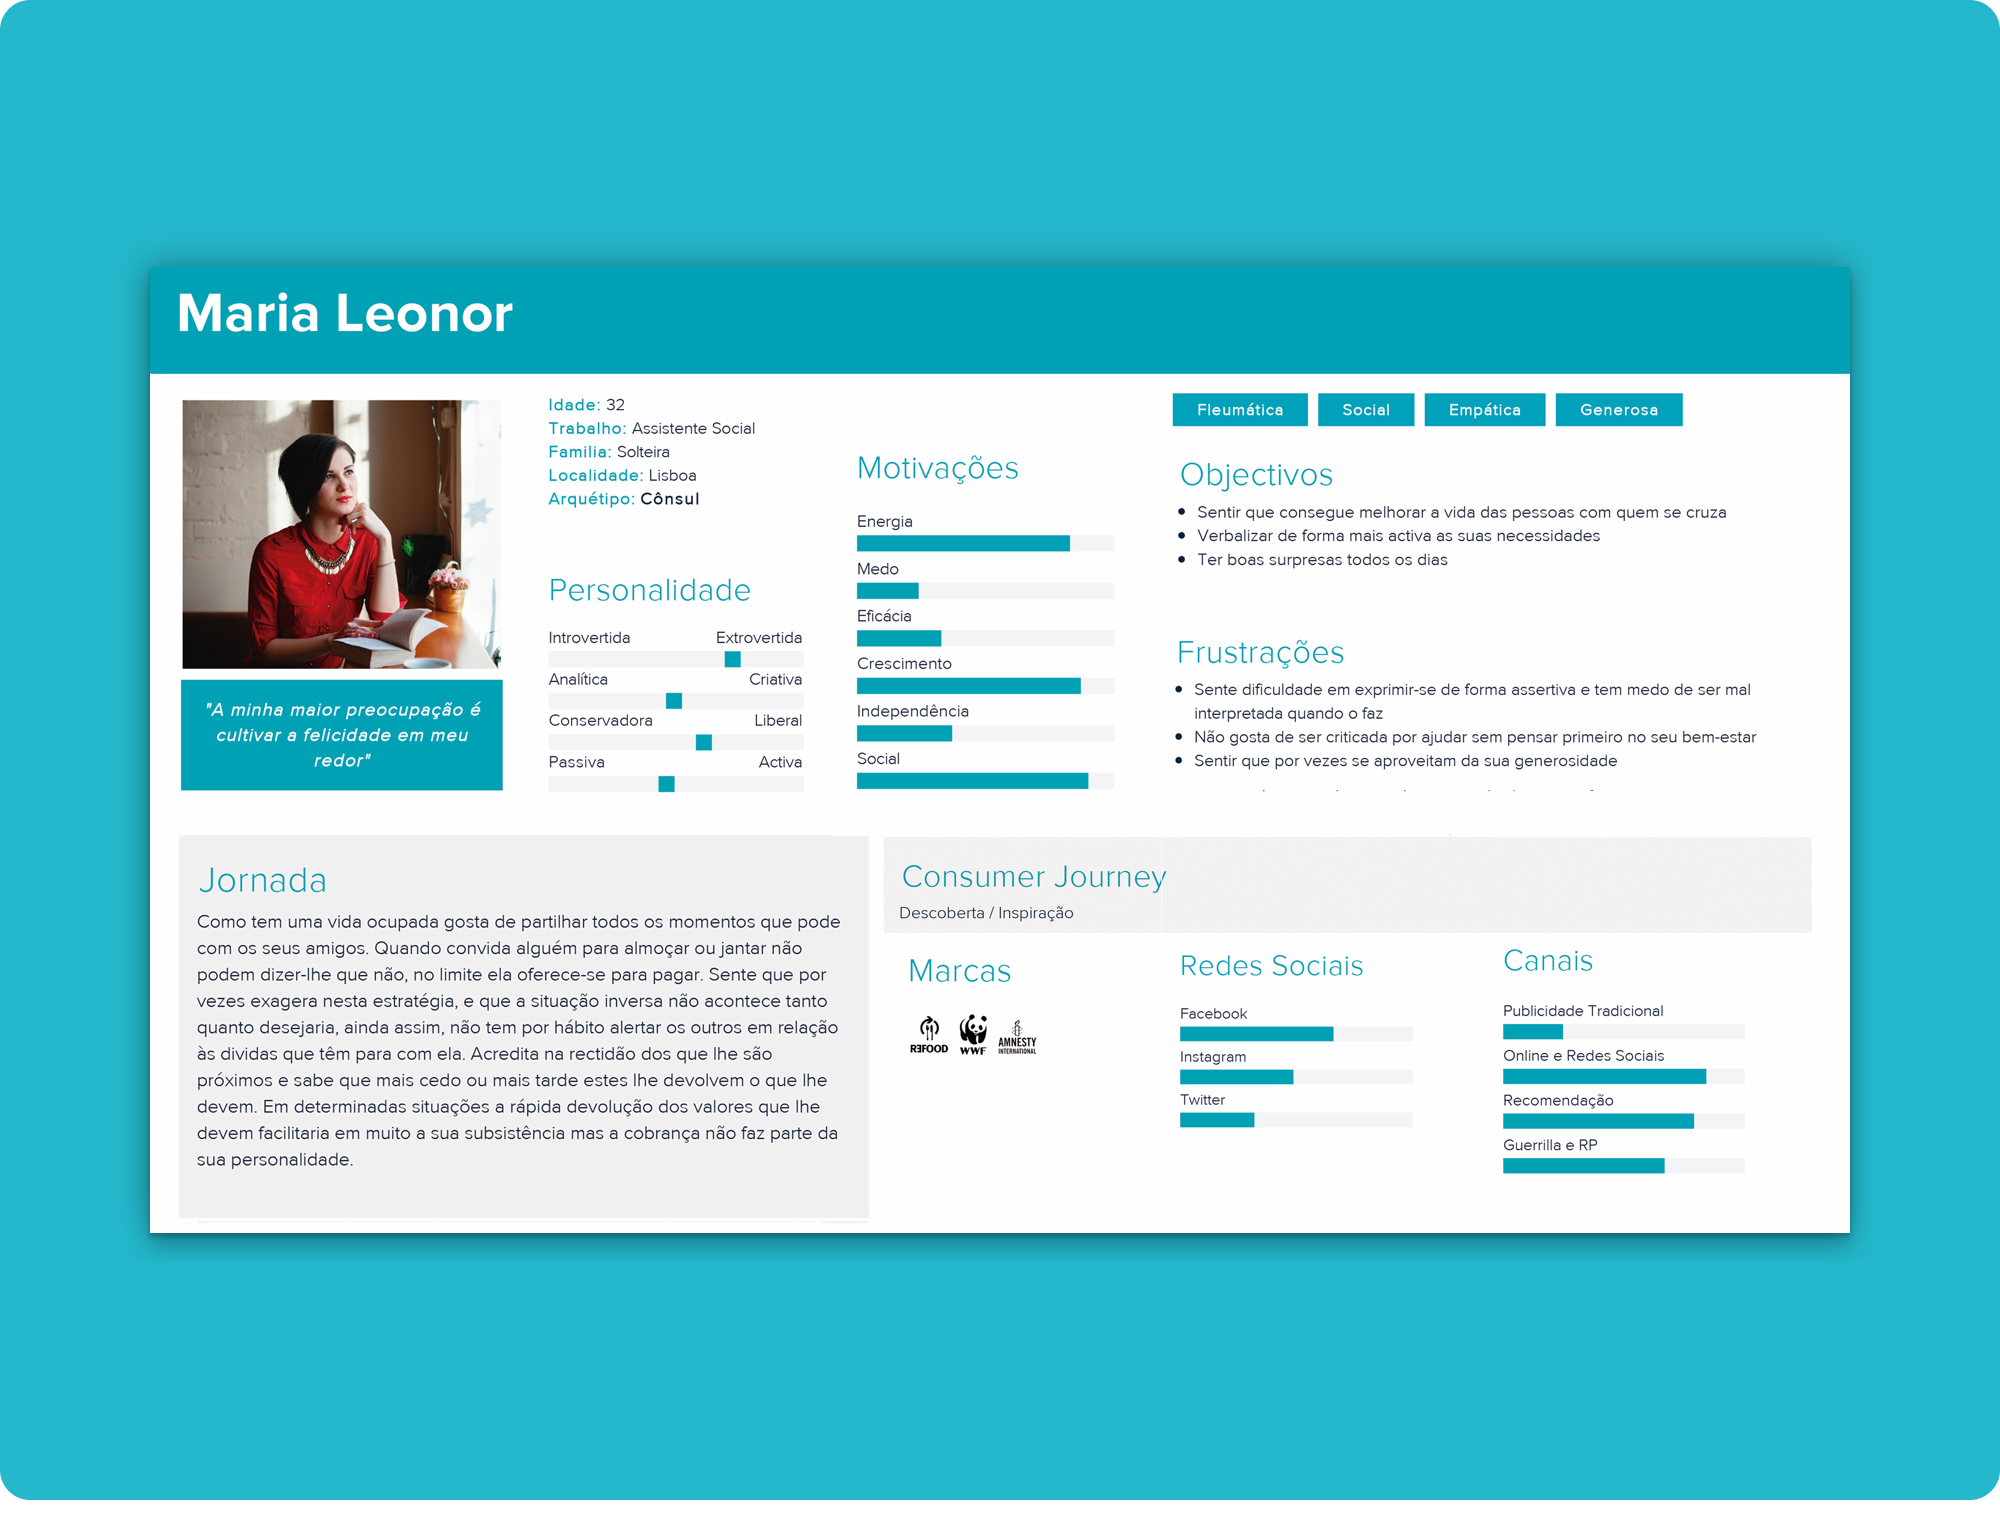 Maria Leonor
"A minha maior preocupação é
cultivar a felicidade em meu
redor"
Idade: 32
Trabalho: Assistente Social
Familia: Solteira
Localidade: Lisboa
Arquétipo: Cônsul
Personalidade
Introvertida Extrovertida
Analítica Criativa
Conservadora Liberal
Passiva Activa
Motivações
Energia
Medo
Eficácia
Crescimento
Independência
Social
Fleumática Social Empática Generosa
Objectivos
Sentir que consegue melhorar a vida das pessoas com quem se cruza
Verbalizar de forma mais activa as suas necessidades
Ter boas surpresas todos os dias
Frustrações
Sente dificuldade em exprimir-se de forma assertiva e tem medo de ser mal
interpretada quando o faz
Não gosta de ser criticada por ajudar sem pensar primeiro no seu bem-estar
Sentir que por vezes se aproveitam da sua generosidade
Jornada
Como tem uma vida ocupada gosta de partilhar todos os momentos que pode
com os seus amigos. Quando convida alguém para almoçar ou jantar não
podem dizer-lhe que não, no limite ela oferece-se para pagar. Sente que por
vezes exagera nesta estratégia, e que a situação inversa não acontece tanto
quanto desejaria, ainda assim, não tem por hábito alertar os outros em relação
às dividas que têm para com ela. Acredita na rectidão dos que lhe são
próximos e sabe que mais cedo ou mais tarde estes lhe devolvem o que lhe
devem. Em determinadas situações a rápida devolução dos valores que lhe
devem facilitaria em muito a sua subsistência mas a cobrança não faz parte da
sua personalidade.
Consumer Journey
Descoberta / Inspiração
Marcas
REFOOD
WWF
AMNESTY
INTERNATIONAL
Redes Sociais
Facebook
Instagram
Twitter
Canais
Publicidade Tradicional
Online e Redes Sociais
Recomendação
Guerrilla e RP